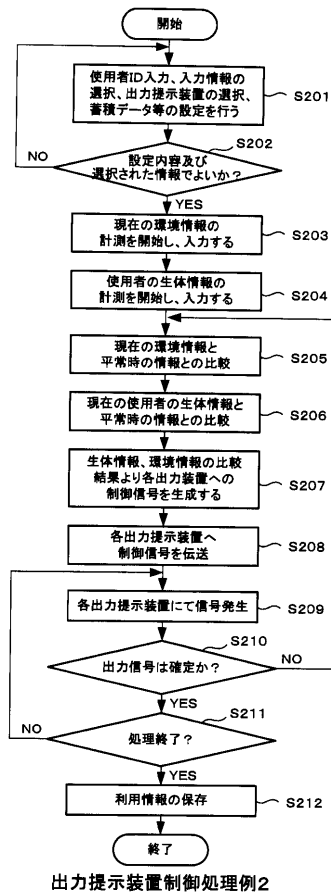 開始
使用者ID入力、入力情報の
選択、出力提示装置の選択、
蓄積データ等の設定を行う
S201
S202
NO
設定内容及び
選択された情報でよいか？
YES
現在の環境情報の
計測を開始し、入力する
S203
使用者の生体情報の
計測を開始し、入力する
S204
現在の環境情報と
平常時の情報との比較
S205
現在の使用者の生体情報と
平常時の情報との比較
S206
生体情報、環境情報の比較
結果より各出力装置への
制御信号を生成する
S207
各出力提示装置へ
制御信号を伝送
S208
各出力提示装置にて信号発生
S209
S210
出力信号は確定か？
NO
YES
S211
NO
処理終了？
YES
利用情報の保存
S212
終了
出力提示装置制御処理例2